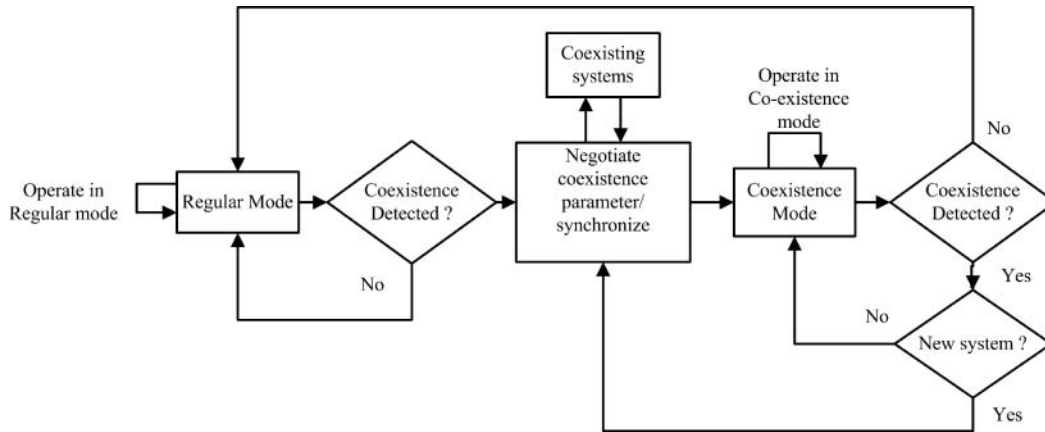 Coexisting
systems
Operate in
Co-existence
mode
No
Operate in
Regular mode
Regular Mode
Coexistence
Detected ?
Negotiate
coexistence
parameter/
synchronize
Coexistence
Mode
Coexistence
Detected ?
No
Yes
No
New system ?
Yes